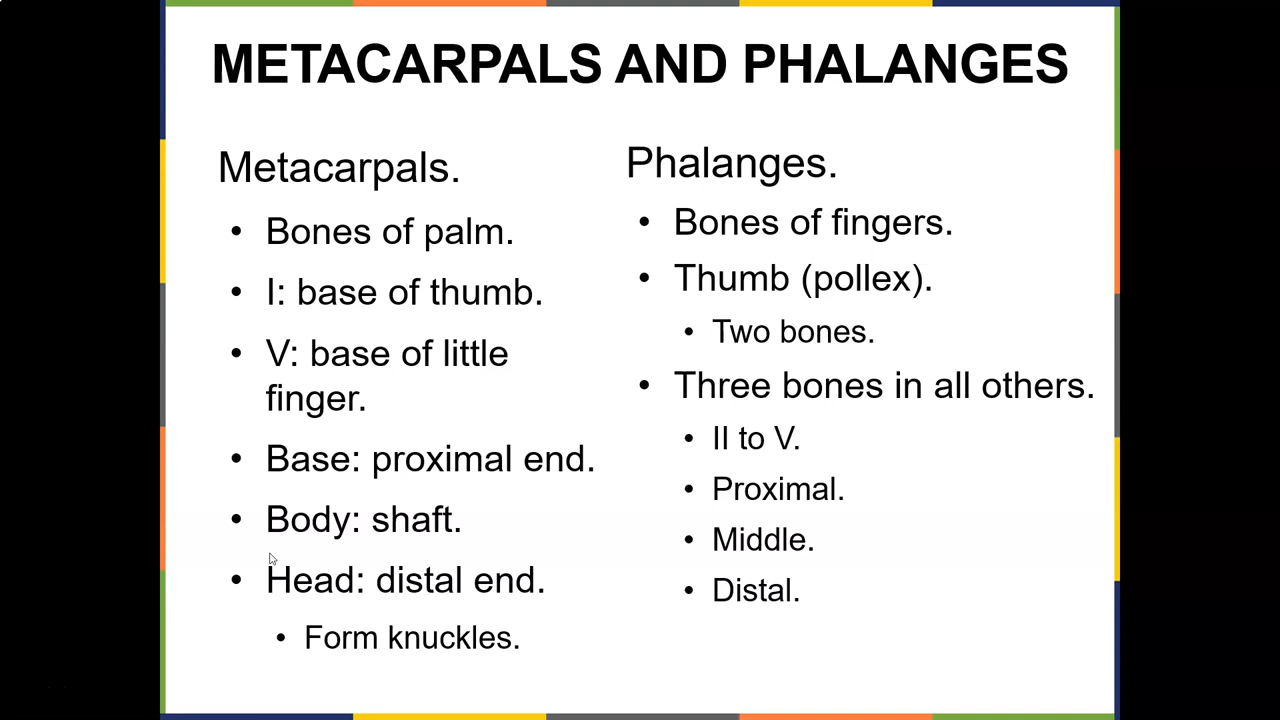 METACARPALS AND PHALANGES
Metacarpals.
• Bones of palm.
• I: base of thumb.
• V: base of little
finger.
• Base: proximal end.
• Body: shaft.
• Head: distal end.
• Form knuckles.
Phalanges.
• Bones of fingers.
• Thumb (pollex).
• Two bones.
• Three bones in all others.
• II to V.
• Proximal.
• Middle.
• Distal.